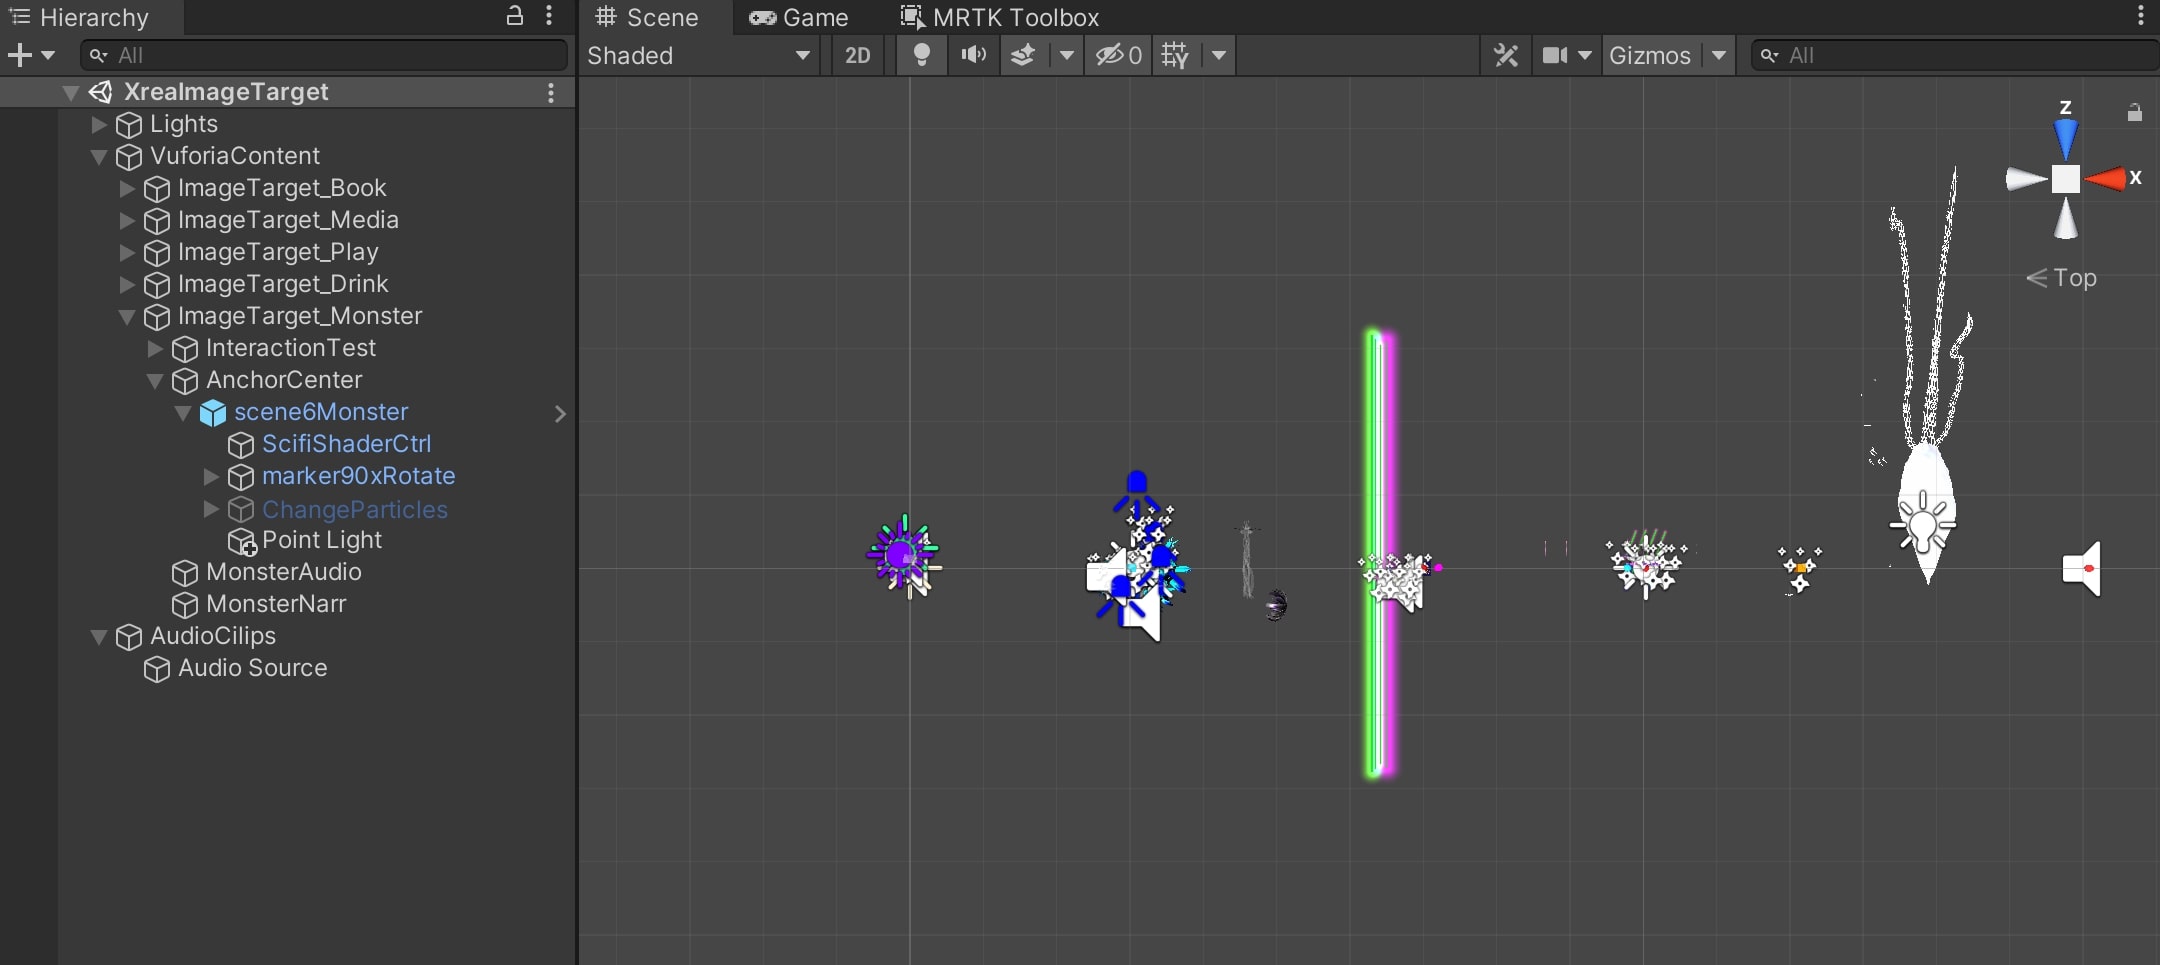 Hierarchy
All
XrealmageTarget
Lights
VuforiaContent
ImageTarget_Book
ImageTarget_Media
ImageTarget_Play
ImageTarget_Drink
ImageTarget_Monster
InteractionTest
AnchorCenter
scene6Monster
ScifiShaderCtrl
marker90xRotate
ChangeParticles
Point Light
MonsterAudio
MonsterNarr
AudioCilips
Audio Source
Scene Game MRTK Toolbox
Shaded 2D 0 Gizmos All
z
x
Top